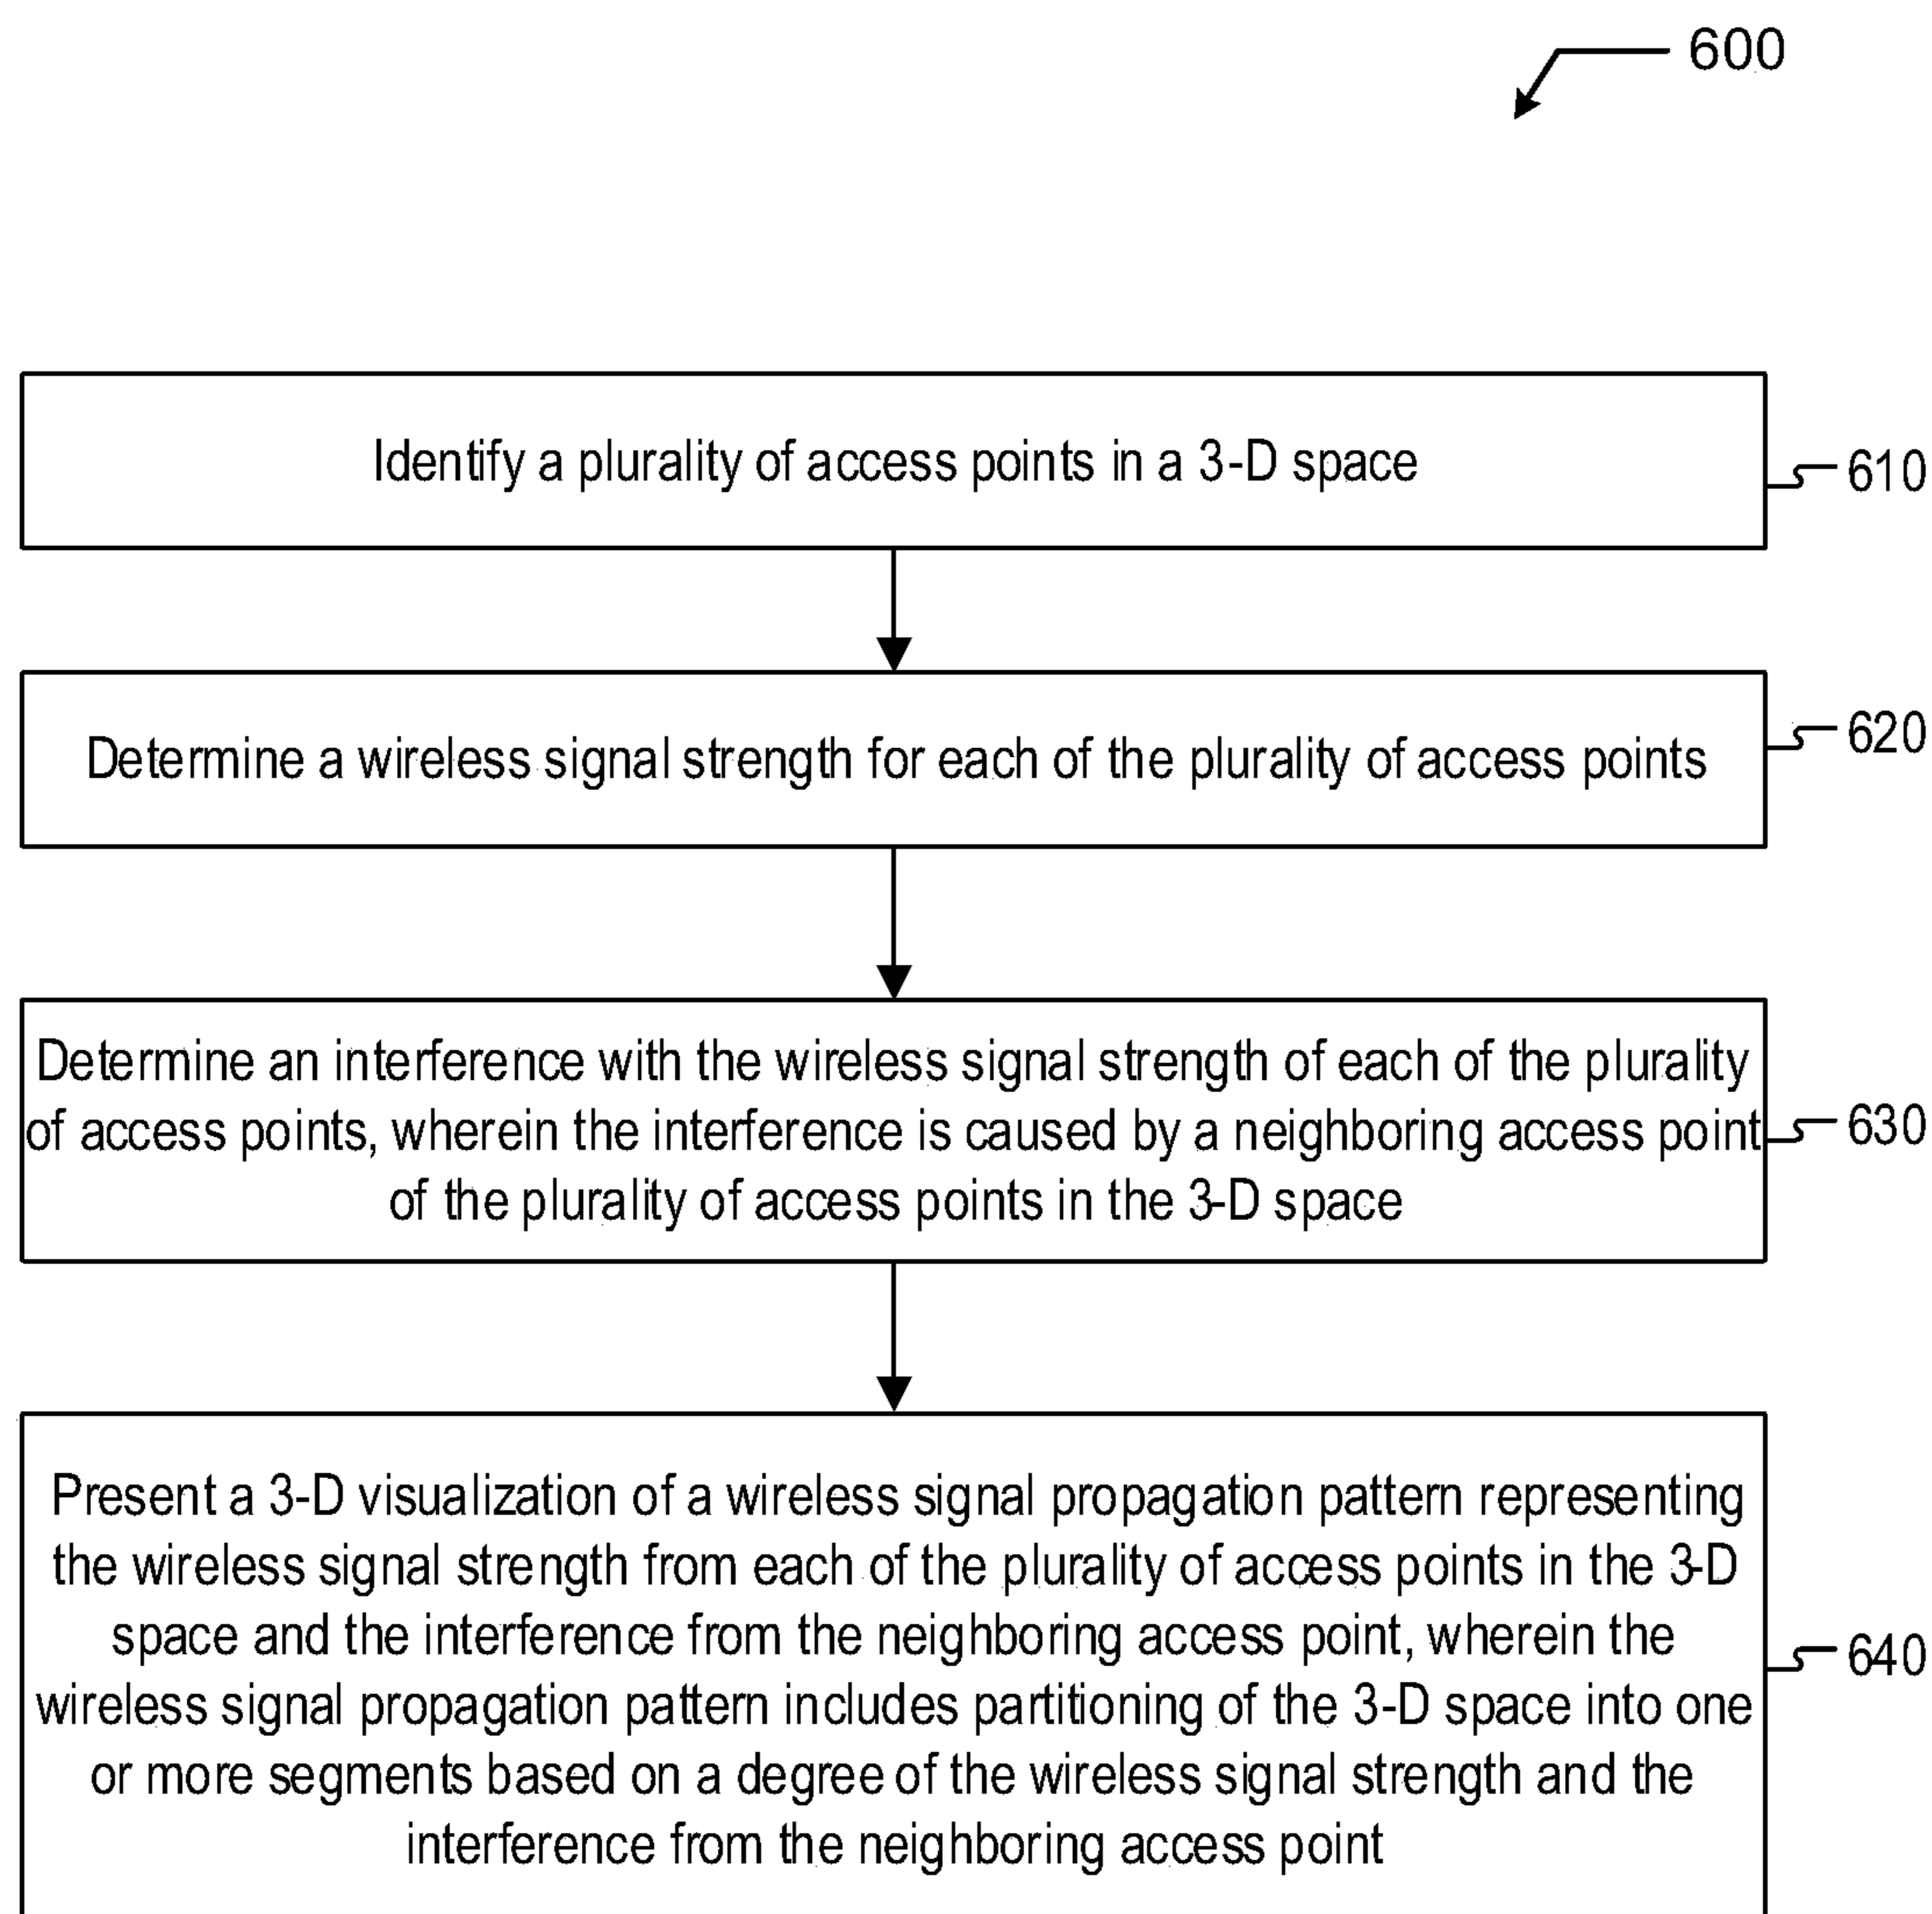 600
Identify a plurality of access points in a 3-D space
610
Determine a wireless signal strength for each of the plurality of access points
620
Determine an interference with the wireless signal strength of each of the plurality
of access points, wherein the interference is caused by a neighboring access point
of the plurality of access points in the 3-D space
630
Present a 3-D visualization of a wireless signal propagation pattern representing
the wireless signal strength from each of the plurality of access points in the 3-D
space and the interference from the neighboring access point, wherein the
wireless signal propagation pattern includes partitioning of the 3-D space into one
or more segments based on a degree of the wireless signal strength and the
interference from the neighboring access point
640